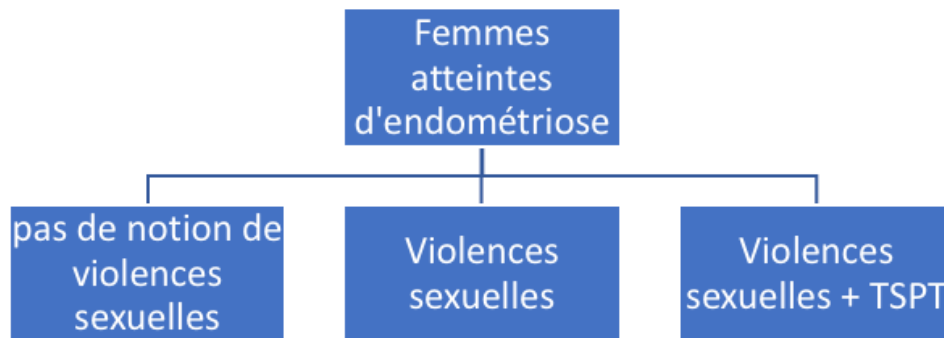 Femmes
atteintes
d'endométriose
pas de notion de
violences
sexuelles
Violences
sexuelles
Violences
sexuelles + TSPT